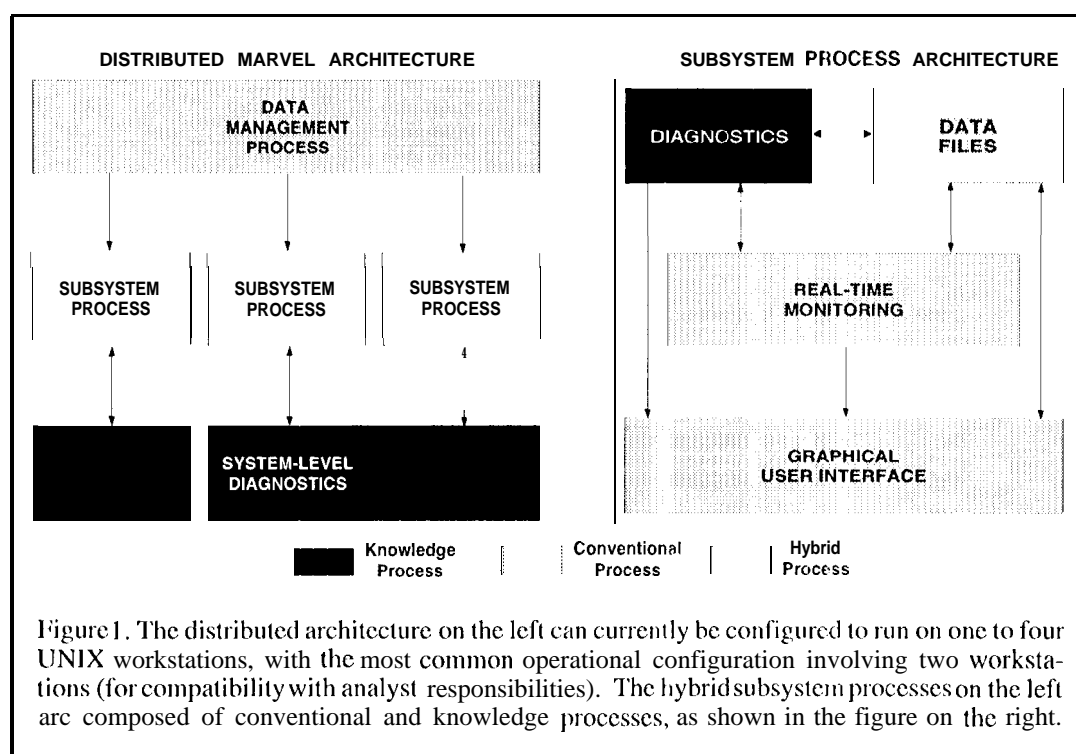 DISTRIBUTED MARVEL ARCHITECTURE
DATA
MANAGEMENT
PROCESS
SUBSYSTEM
PROCESS
SUBSYSTEM
PROCESS
SUBSYSTEM
PROCESS
4
SYSTEM-LEVEL
DIAGNOSTICS
SUBSYSTEM PROCESS ARCHITECTURE
DIAGNOSTICS
DATA
FILES
REAL-TIME
MONITORING
GRAPHICAL
USER INTERFACE
Knowledge
Process
Conventional
Process
Hybrid
Process
Figure1. The distributed architecture on the left can currently be configured to run on one to four
UNIX workstations, with the most common operational configuration involving two worksta-
tions (for compatibility with analyst responsibilities). The hybrid subsystem processes on the left
arc composed of conventional and knowledge processes, as shown in the figure on the right.